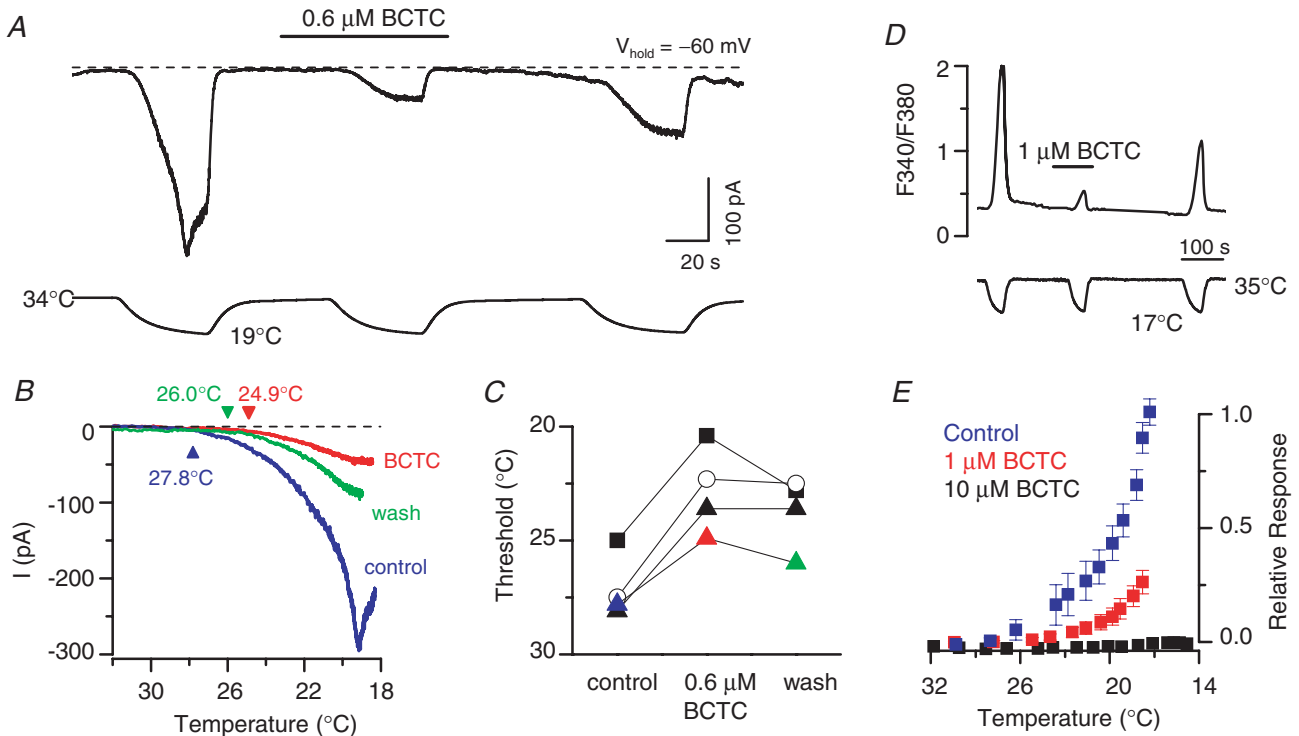 A
0.6 µM BCTC
V_hold = −60 mV
100 pA
20 s
34°C
19°C
D
2
1
0
F340/F380
1 µM BCTC
100 s
35°C
17°C
B
26.0°C
24.9°C
27.8°C
BCTC
wash
control
0
-100
-200
-300
I (pA)
30
26
22
18
Temperature (°C)
C
20
25
30
Threshold (°C)
control
0.6 µM
BCTC
wash
E
Control
1 µM BCTC
10 µM BCTC
1.0
0.5
0.0
Relative Response
32
26
20
14
Temperature (°C)